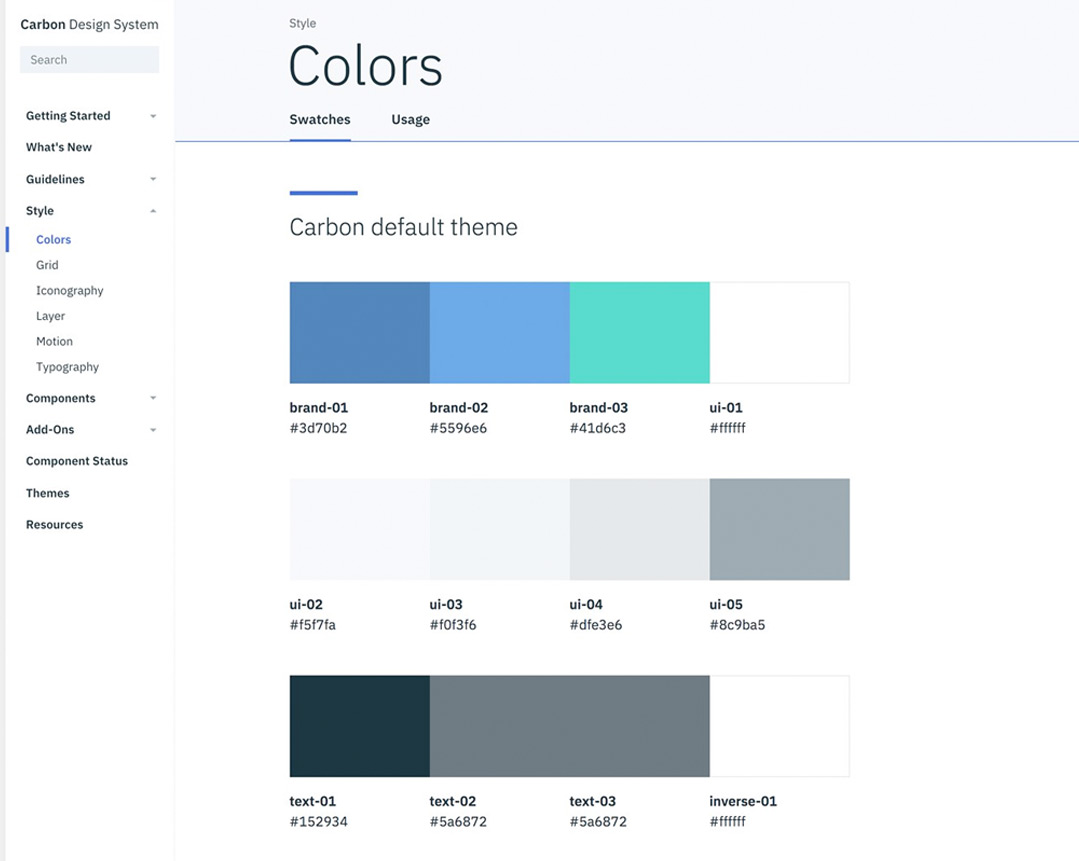 Carbon Design System
Search
Getting Started
What's New
Guidelines
Style
Colors
Grid
Iconography
Layer
Motion
Typography
Components
Add-Ons
Component Status
Themes
Resources
Style
Colors
Swatches Usage
Carbon default theme
brand-01 brand-02 brand-03 ui-01
#3d70b2 #5596e6 #41d6c3 #ffffff
ui-02 ui-03 ui-04 ui-05
#f5f7fa #f0f3f6 #dfe3e6 #8c9ba5
text-01 text-02 text-03 inverse-01
#152934 #5a6872 #5a6872 #ffffff